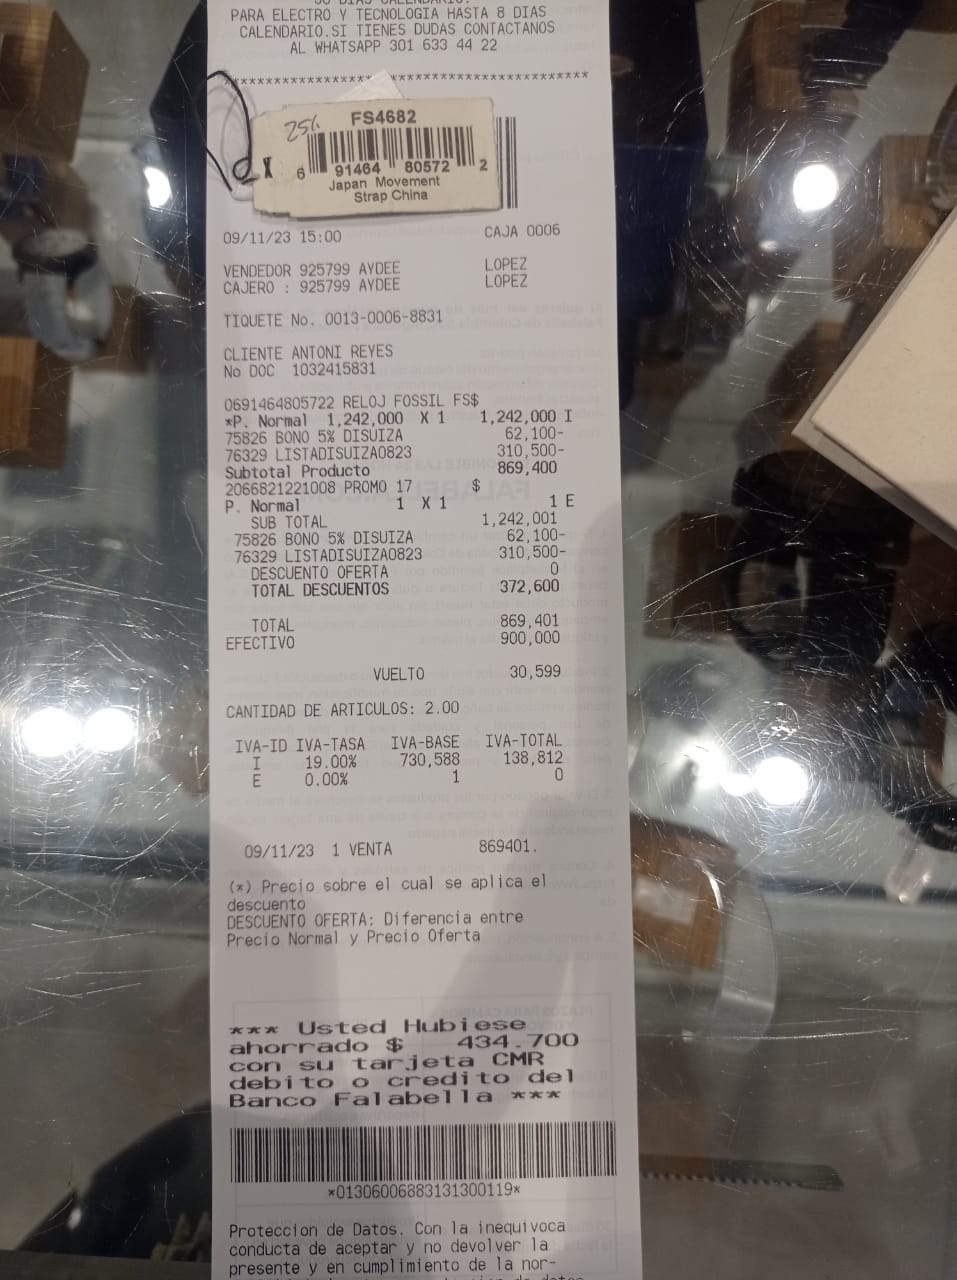 PARA ELECTRO Y TECNOLOGIA HASTA 8 DIAS
CALENDARIO.SI TIENES DUDAS CONTACTANOS
AL WHATSAPP 301 633 44 22
******************************************
25%
FS4682
6 91464 80572 2
Japan Movement
Strap China
09/11/23 15:00 CAJA 0006
VENDEDOR 925799 AYDEE LOPEZ
CAJERO : 925799 AYDEE LOPEZ
TIQUETE No. 0013-0006-8831
CLIENTE ANTONI REYES
No DOC 1032415831
0691464805722 RELOJ FOSSIL FS$
*P. Normal 1,242,000 X 1 1,242,000 I
75826 BONO 5% DISUIZA 62,100-
76329 LISTADISUIZA0823 310,500-
Subtotal Producto 869,400
2066821221008 PROMO 17 $
P. Normal 1 X 1 1 E
SUB TOTAL 1,242,001
75826 BONO 5% DISUIZA 62,100-
76329 LISTADISUIZA0823 310,500-
DESCUENTO OFERTA 0
TOTAL DESCUENTOS 372,600
TOTAL 869,401
EFECTIVO 900,000
VUELTO 30,599
CANTIDAD DE ARTICULOS: 2.00
IVA-ID IVA-TASA IVA-BASE IVA-TOTAL
I 19.00% 730,588 138,812
E 0.00% 1 0
09/11/23 1 VENTA 869401.
(*) Precio sobre el cual se aplica el
descuento
DESCUENTO OFERTA: Diferencia entre
Precio Normal y Precio Oferta
*** Usted Hubiese
ahorrado $ 434.700
con su tarjeta CMR
debito o credito del
Banco Falabella ***
*01306006883131300119*
Proteccion de Datos. Con la inequivoca
conducta de aceptar y no devolver la
presente y en cumplimiento de la nor-